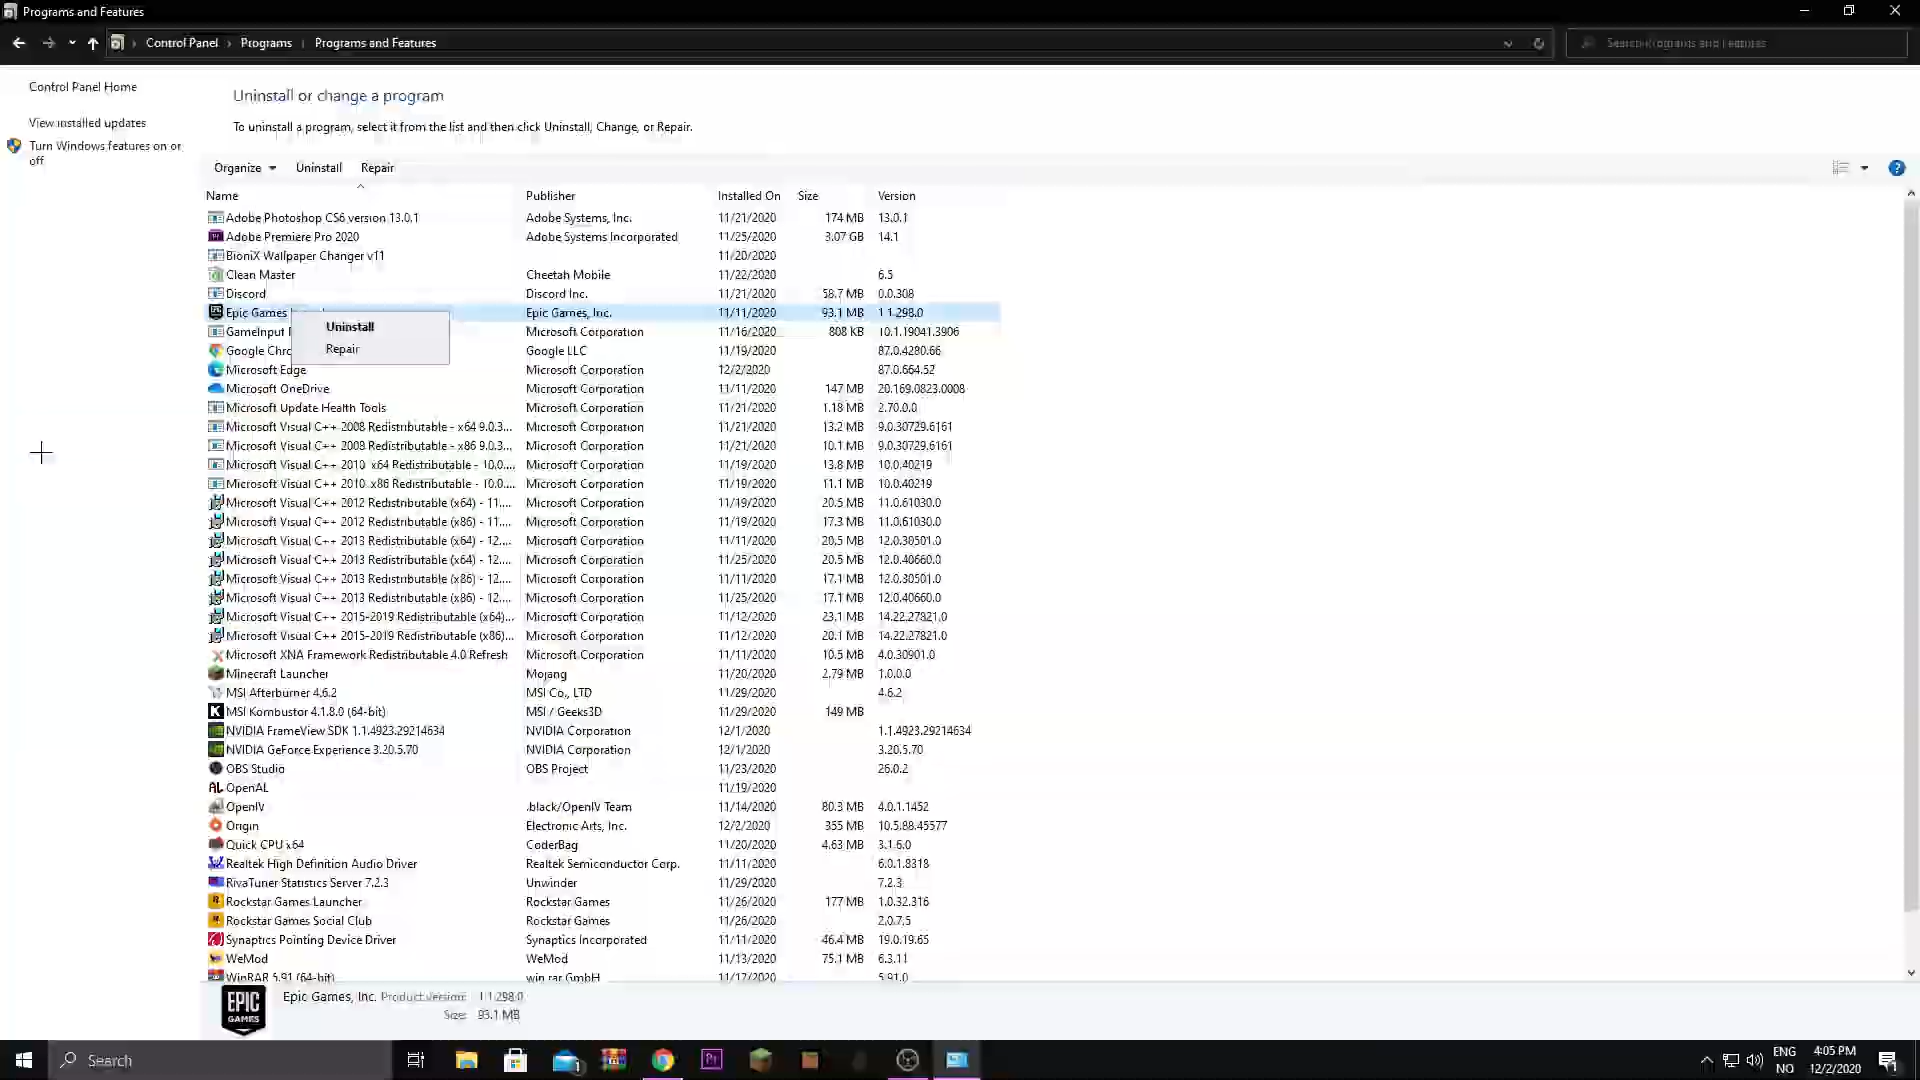 Programs and Features
Control Panel > Programs > Programs and Features
Search Programs and Features
Control Panel Home
View installed updates
Turn Windows features on or
off
Uninstall or change a program
To uninstall a program, select it from the list and then click Uninstall, Change, or Repair.
Organize Uninstall Repair
Name Publisher Installed On Size Version
Adobe Photoshop CS6 version 13.0.1 Adobe Systems, Inc. 11/21/2020 174 MB 13.0.1
Adobe Premiere Pro 2020 Adobe Systems Incorporated 11/25/2020 3.07 GB 14.1
BioniX Wallpaper Changer v11 11/20/2020
Clean Master Cheetah Mobile 11/22/2020 6.5
Discord Discord Inc. 11/21/2020 58.7 MB 0.0.308
Epic Games Epic Games, Inc. 11/11/2020 93.1 MB 1.1.298.0
Uninstall
Repair
GameInput Microsoft Corporation 11/16/2020 808 KB 10.1.19041.3906
Google Chro Google LLC 11/19/2020 87.0.4280.66
Microsoft Edge Microsoft Corporation 12/2/2020 87.0.664.52
Microsoft OneDrive Microsoft Corporation 11/11/2020 147 MB 20.169.0823.0008
Microsoft Update Health Tools Microsoft Corporation 11/21/2020 1.18 MB 2.70.0.0
Microsoft Visual C++ 2008 Redistributable - x64 9.0.3... Microsoft Corporation 11/21/2020 13.2 MB 9.0.30729.6161
Microsoft Visual C++ 2008 Redistributable - x86 9.0.3... Microsoft Corporation 11/21/2020 10.1 MB 9.0.30729.6161
Microsoft Visual C++ 2010 x64 Redistributable - 10.0.... Microsoft Corporation 11/19/2020 13.8 MB 10.0.40219
Microsoft Visual C++ 2010 x86 Redistributable - 10.0.... Microsoft Corporation 11/19/2020 11.1 MB 10.0.40219
Microsoft Visual C++ 2012 Redistributable (x64) - 11.... Microsoft Corporation 11/19/2020 20.5 MB 11.0.61030.0
Microsoft Visual C++ 2012 Redistributable (x86) - 11.... Microsoft Corporation 11/19/2020 17.3 MB 11.0.61030.0
Microsoft Visual C++ 2013 Redistributable (x64) - 12.... Microsoft Corporation 11/11/2020 20.5 MB 12.0.30501.0
Microsoft Visual C++ 2013 Redistributable (x64) - 12.... Microsoft Corporation 11/25/2020 20.5 MB 12.0.40660.0
Microsoft Visual C++ 2013 Redistributable (x86) - 12.... Microsoft Corporation 11/11/2020 17.1 MB 12.0.30501.0
Microsoft Visual C++ 2013 Redistributable (x86) - 12.... Microsoft Corporation 11/25/2020 17.1 MB 12.0.40660.0
Microsoft Visual C++ 2015-2019 Redistributable (x64)... Microsoft Corporation 11/12/2020 23.1 MB 14.22.27821.0
Microsoft Visual C++ 2015-2019 Redistributable (x86)... Microsoft Corporation 11/12/2020 20.1 MB 14.22.27821.0
Microsoft XNA Framework Redistributable 4.0 Refresh Microsoft Corporation 11/11/2020 10.5 MB 4.0.30901.0
Minecraft Launcher Mojang 11/20/2020 2.79 MB 1.0.0.0
MSI Afterburner 4.6.2 MSI Co., LTD 11/29/2020 4.6.2
MSI Kombustor 4.1.8.0 (64-bit) MSI / Geeks3D 11/29/2020 149 MB
NVIDIA FrameView SDK 1.1.4923.29214634 NVIDIA Corporation 12/1/2020 1.1.4923.29214634
NVIDIA GeForce Experience 3.20.5.70 NVIDIA Corporation 12/1/2020 3.20.5.70
OBS Studio OBS Project 11/23/2020 26.0.2
OpenAL 11/19/2020
OpenIV .black/OpenIV Team 11/14/2020 80.3 MB 4.0.1.1452
Origin Electronic Arts, Inc. 12/2/2020 355 MB 10.5.88.45577
Quick CPU x64 CoderBag 11/20/2020 4.63 MB 3.1.6.0
Realtek High Definition Audio Driver Realtek Semiconductor Corp. 11/11/2020 6.0.1.8318
RivaTuner Statistics Server 7.2.3 Unwinder 11/29/2020 7.2.3
Rockstar Games Launcher Rockstar Games 11/26/2020 177 MB 1.0.32.316
Rockstar Games Social Club Rockstar Games 11/26/2020 2.0.7.5
Synaptics Pointing Device Driver Synaptics Incorporated 11/11/2020 46.4 MB 19.0.19.65
WeMod WeMod 11/13/2020 75.1 MB 6.3.11
WinRAR 5.91 (64-bit) win.rar GmbH 11/17/2020 5.91.0
EPIC GAMES
Epic Games, Inc. Product version: 1.1.298.0
Size: 93.1 MB
Search
ENG 4:05 PM
NO 12/2/2020